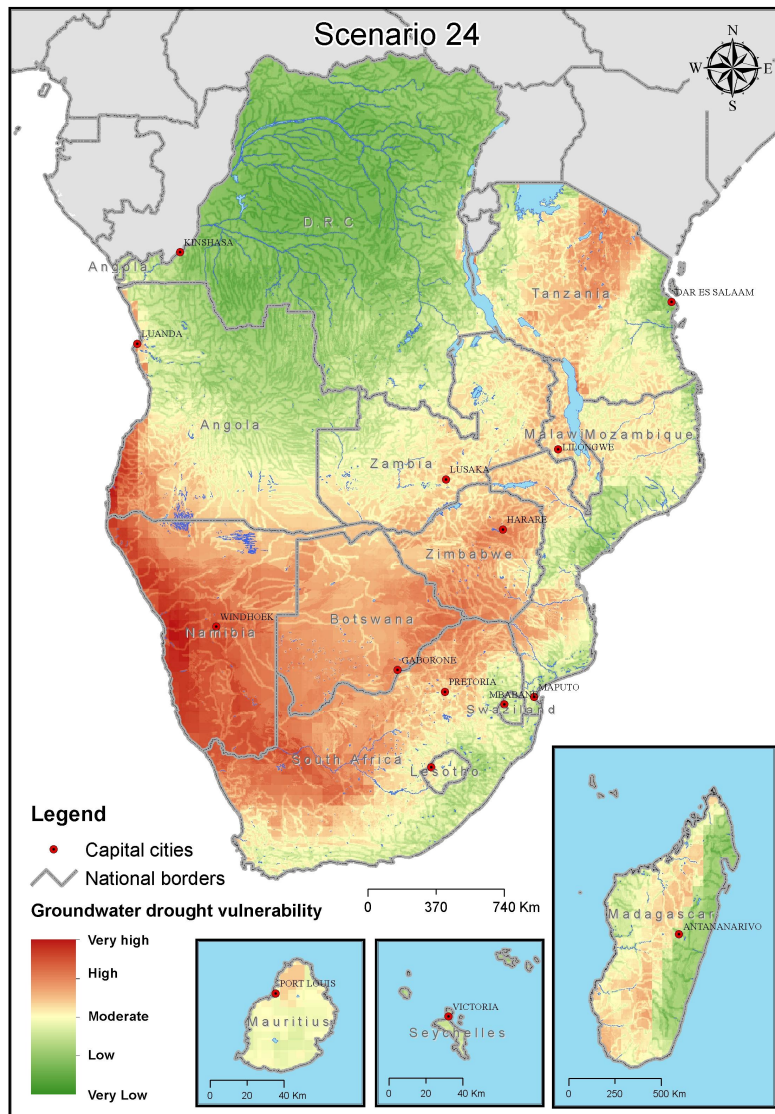 Scenario 24
N
W E
S
D R C
KINSHASA
Angola
Tanzania
DAR ES SALAAM
LUANDA
Angola
Malawi
Mozambique
LILONGWE
Zambia
LUSAKA
HARARE
Zimbabwe
Botswana
WINDHOEK
Namibia
GABORONE
PRETORIA
MBABANE
MAPUTO
Swaziland
South Africa
Lesotho
Legend
Capital cities
National borders
0 370 740 Km
Groundwater drought vulnerability
Very high
High
Moderate
Low
Very Low
PORT LOUIS
Mauritius
0 20 40 Km
VICTORIA
Seychelles
0 20 40 Km
Madagascar
ANTANANARIVO
0 250 500 Km